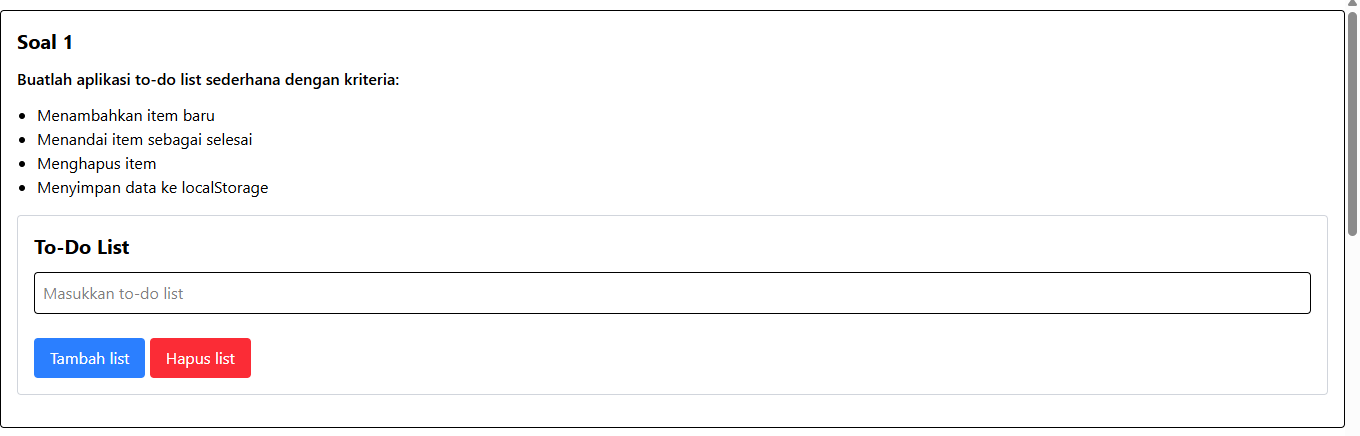 Soal 1
Buatlah aplikasi to-do list sederhana dengan kriteria:
Menambahkan item baru
Menandai item sebagai selesai
Menghapus item
Menyimpan data ke localStorage
To-Do List
Masukkan to-do list
Tambah list Hapus list